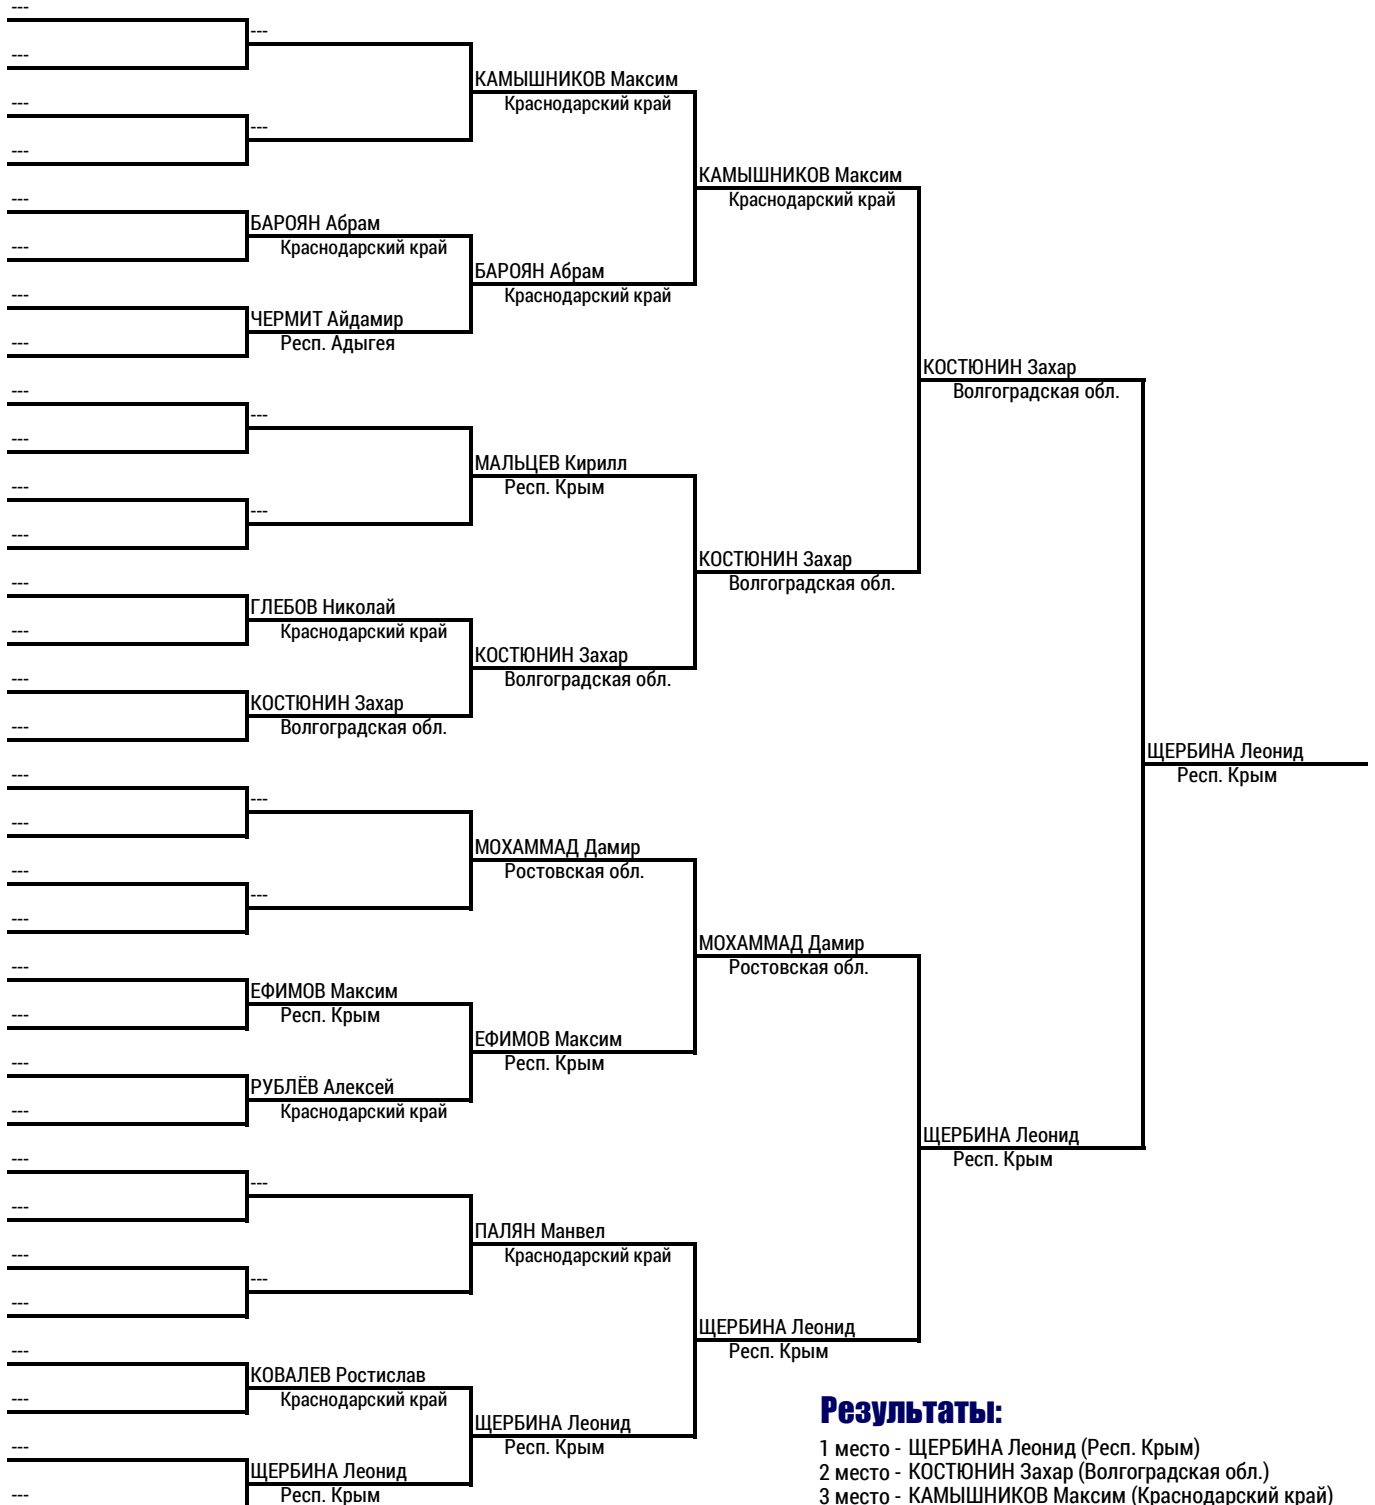 ---
---
---
КАМЫШНИКОВ Максим
Краснодарский край
---
---
---
КАМЫШНИКОВ Максим
Краснодарский край
---
БАРОЯН Абрам
Краснодарский край
---
БАРОЯН Абрам
Краснодарский край
---
ЧЕРМИТ Айдамир
Респ. Адыгея
---
КОСТЮНИН Захар
Волгоградская обл.
---
---
---
МАЛЬЦЕВ Кирилл
Респ. Крым
---
---
---
КОСТЮНИН Захар
Волгоградская обл.
---
ГЛЕБОВ Николай
Краснодарский край
---
КОСТЮНИН Захар
Волгоградская обл.
---
КОСТЮНИН Захар
Волгоградская обл.
---
ЩЕРБИНА Леонид
Респ. Крым
---
---
---
МОХАММАД Дамир
Ростовская обл.
---
---
---
МОХАММАД Дамир
Ростовская обл.
---
ЕФИМОВ Максим
Респ. Крым
---
ЕФИМОВ Максим
Респ. Крым
---
РУБЛЁВ Алексей
Краснодарский край
---
ЩЕРБИНА Леонид
Респ. Крым
---
---
---
ПАЛЯН Манвел
Краснодарский край
---
---
---
ЩЕРБИНА Леонид
Респ. Крым
---
КОВАЛЕВ Ростислав
Краснодарский край
---
ЩЕРБИНА Леонид
Респ. Крым
---
ЩЕРБИНА Леонид
Респ. Крым
---
Результаты:
1 место - ЩЕРБИНА Леонид (Респ. Крым)
2 место - КОСТЮНИН Захар (Волгоградская обл.)
3 место - КАМЫШНИКОВ Максим (Краснодарский край)